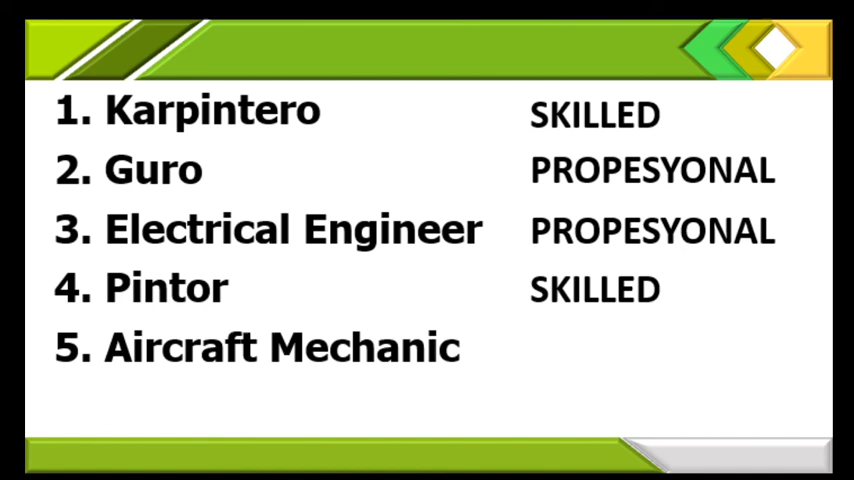 1. Karpintero SKILLED
2. Guro PROPESYONAL
3. Electrical Engineer PROPESYONAL
4. Pintor SKILLED
5. Aircraft Mechanic